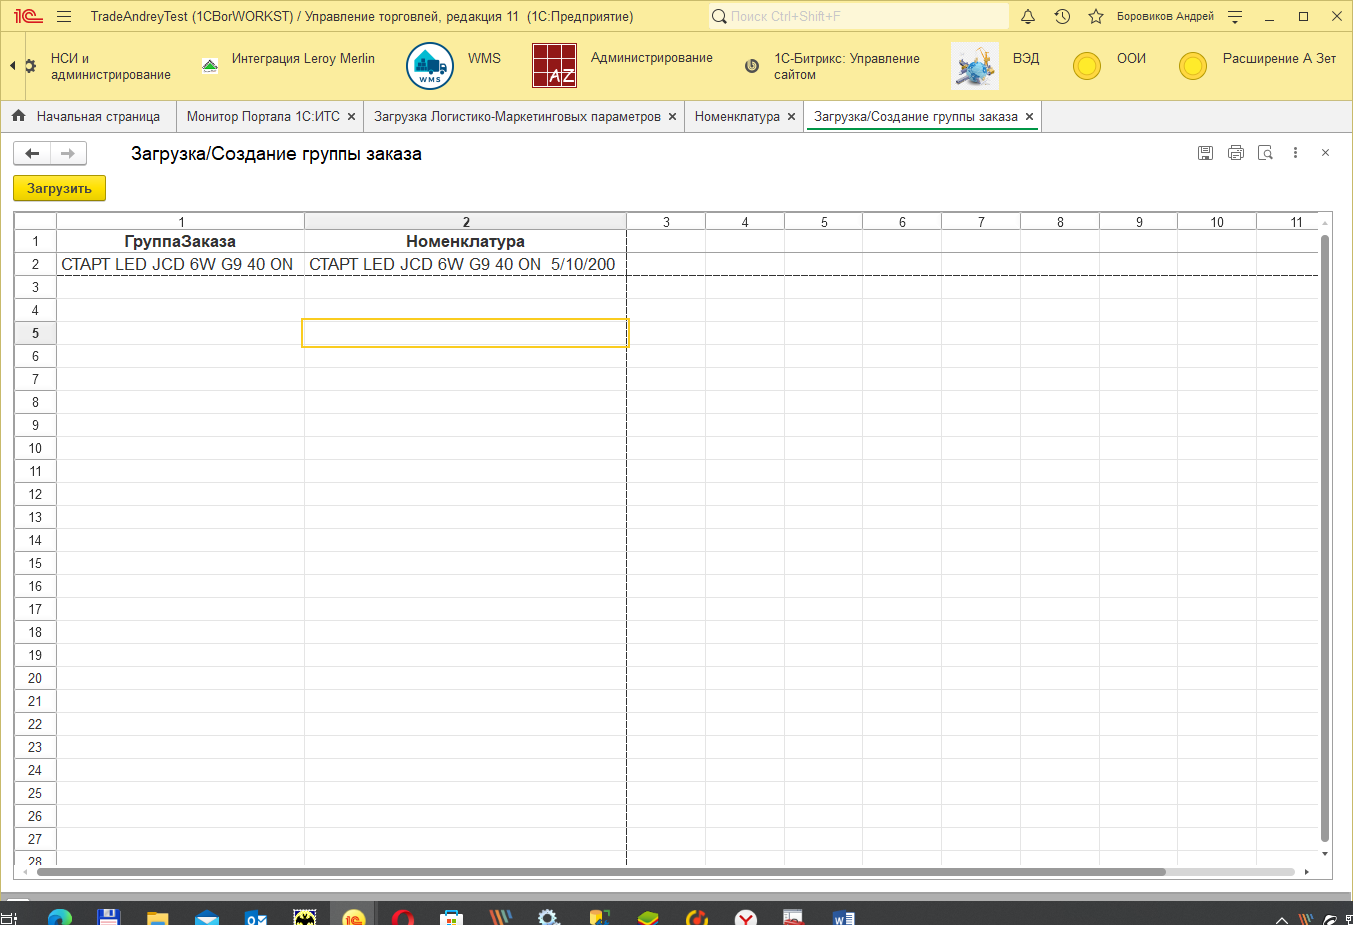 TradeAndreyTest (1CBorWORKST) / Управление торговлей, редакция 11 (1С:Предприятие)
Поиск Ctrl+Shift+F
Боровиков Андрей
НСИ и
администрирование
Интеграция Leroy Merlin
WMS
WMS
AZ
Администрирование
1С-Битрикс: Управление
сайтом
ВЭД
ООИ
Расширение А Зет
Начальная страница
Монитор Портала 1С:ИТС
Загрузка Логистико-Маркетинговых параметров
Номенклатура
Загрузка/Создание группы заказа
Загрузка/Создание группы заказа
Загрузить
1 2 3 4 5 6 7 8 9 10 11
1 ГруппаЗаказа Номенклатура
2 СТАРТ LED JCD 6W G9 40 ON СТАРТ LED JCD 6W G9 40 ON 5/10/200
3
4
5
6
7
8
9
10
11
12
13
14
15
16
17
18
19
20
21
22
23
24
25
26
27
28